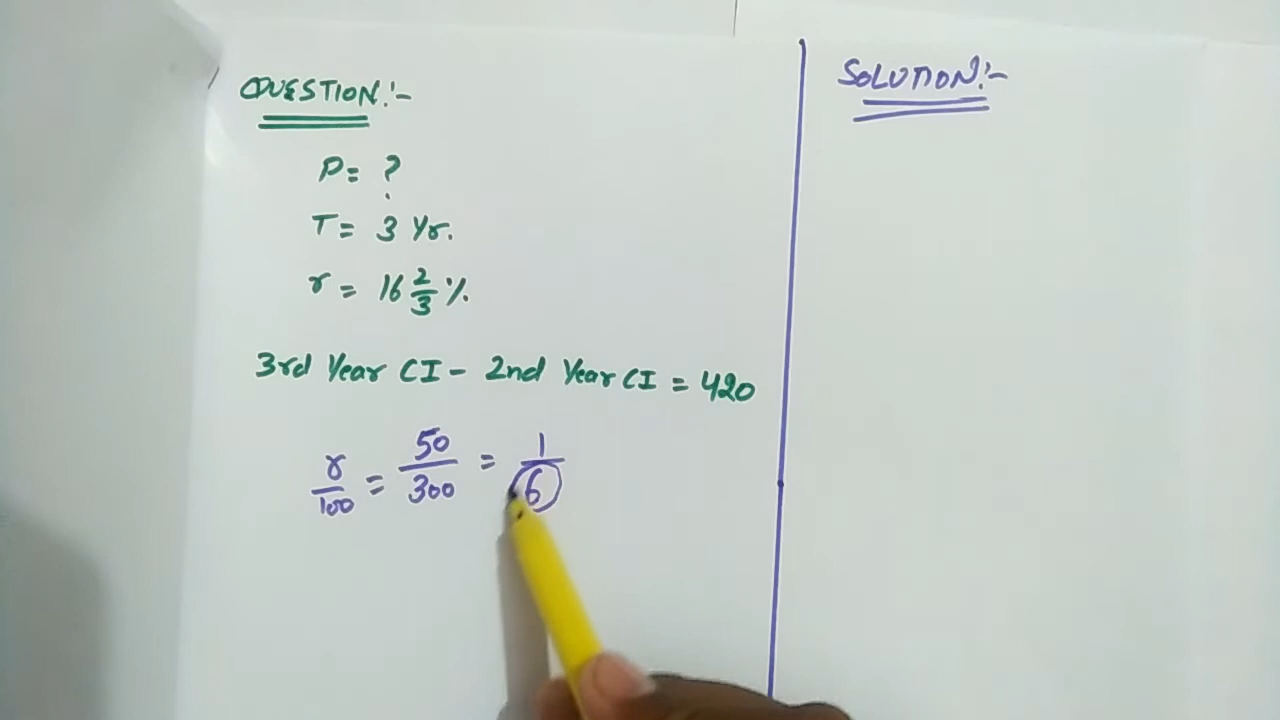 QUESTION:-
P = ?
T = 3 Yr.
r = 16 2/3 %
3rd Year CI - 2nd Year CI = 420
r/100 = 50/300 = 1/6
SOLUTION:-